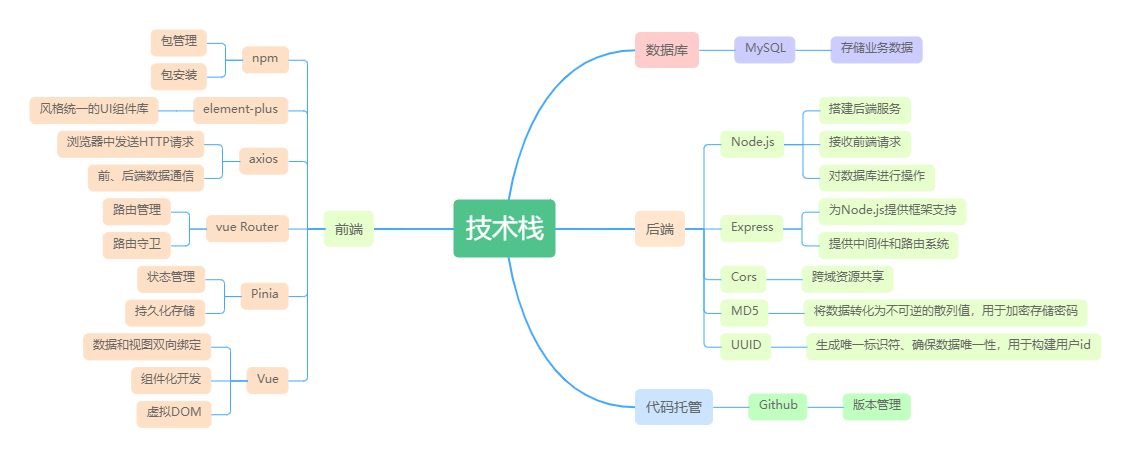 技术栈
前端
npm
包管理
包安装
element-plus
风格统一的UI组件库
axios
浏览器中发送HTTP请求
前、后端数据通信
vue Router
路由管理
路由守卫
Pinia
状态管理
持久化存储
Vue
数据和视图双向绑定
组件化开发
虚拟DOM
数据库
MySQL
存储业务数据
后端
Node.js
搭建后端服务
接收前端请求
对数据库进行操作
Express
为Node.js提供框架支持
提供中间件和路由系统
Cors
跨域资源共享
MD5
将数据转化为不可逆的散列值，用于加密存储密码
UUID
生成唯一标识符、确保数据唯一性，用于构建用户id
代码托管
Github
版本管理